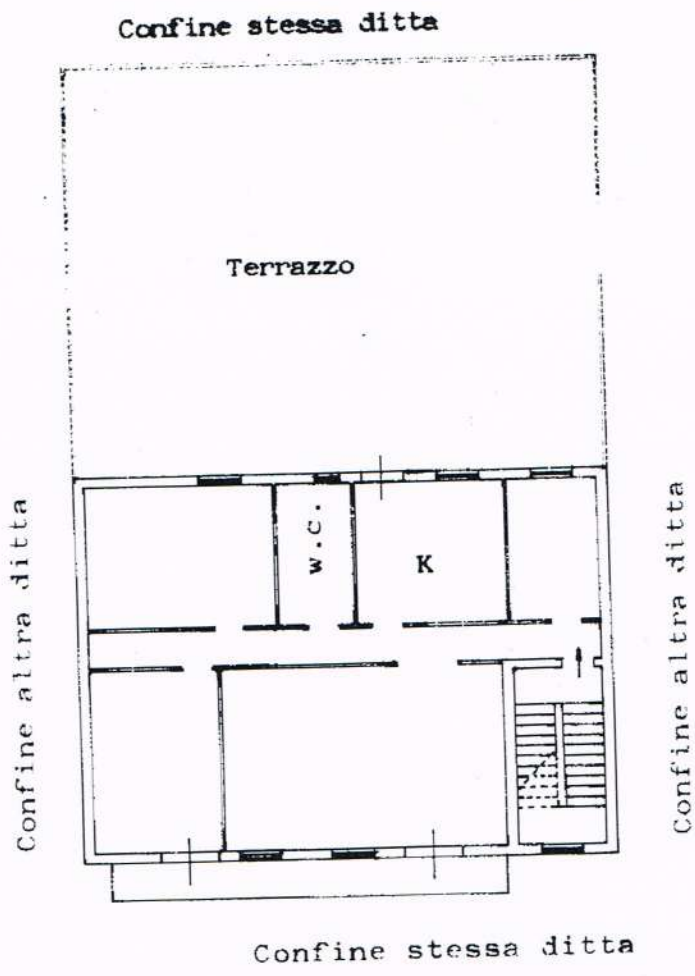 Confine stessa ditta
Terrazzo
Confine altra ditta
w.c.
K
Confine altra ditta
Confine stessa ditta